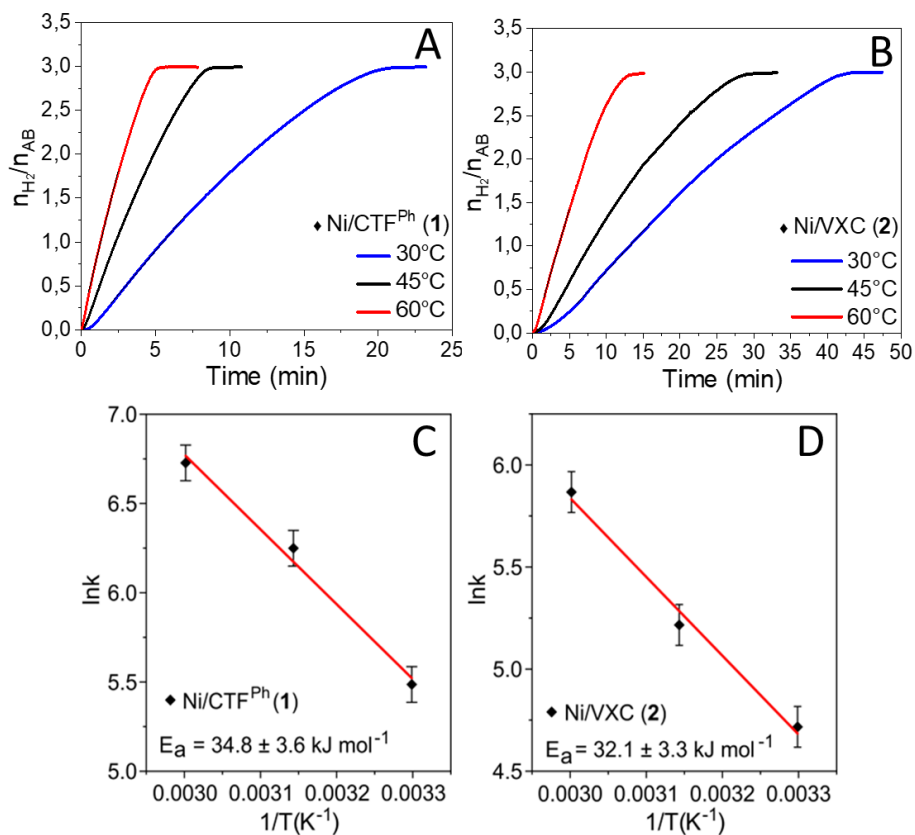 A
3,5
3,0
2,5
2,0
1,5
1,0
0,5
0,0
nH2/nAB
♦ Ni/CTFPh (1)
30°C
45°C
60°C
0 5 10 15 20 25
Time (min)
B
3,5
3,0
2,5
2,0
1,5
1,0
0,5
0,0
nH2/nAB
♦ Ni/VXC (2)
30°C
45°C
60°C
0 5 10 15 20 25 30 35 40 45 50
Time (min)
C
7.0
6.5
6.0
5.5
5.0
lnk
♦ Ni/CTFPh (1)
Ea = 34.8 ± 3.6 kJ mol-1
0.0030 0.0031 0.0032 0.0033
1/T(K-1)
D
6.0
5.5
5.0
4.5
lnk
♦ Ni/VXC (2)
Ea = 32.1 ± 3.3 kJ mol-1
0.0030 0.0031 0.0032 0.0033
1/T(K-1)